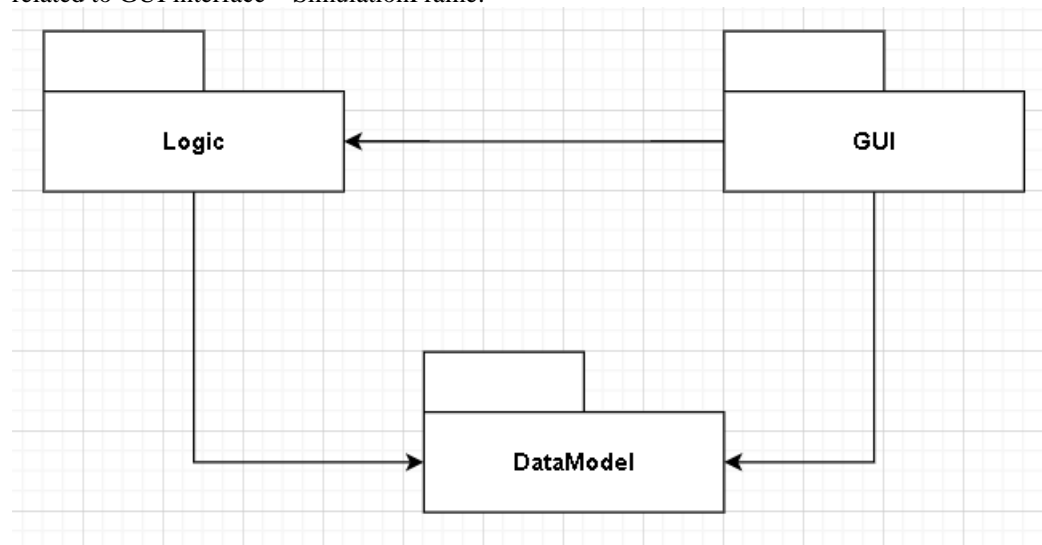 related to GUI interface – SimulationFrame.
Logic
GUI
DataModel